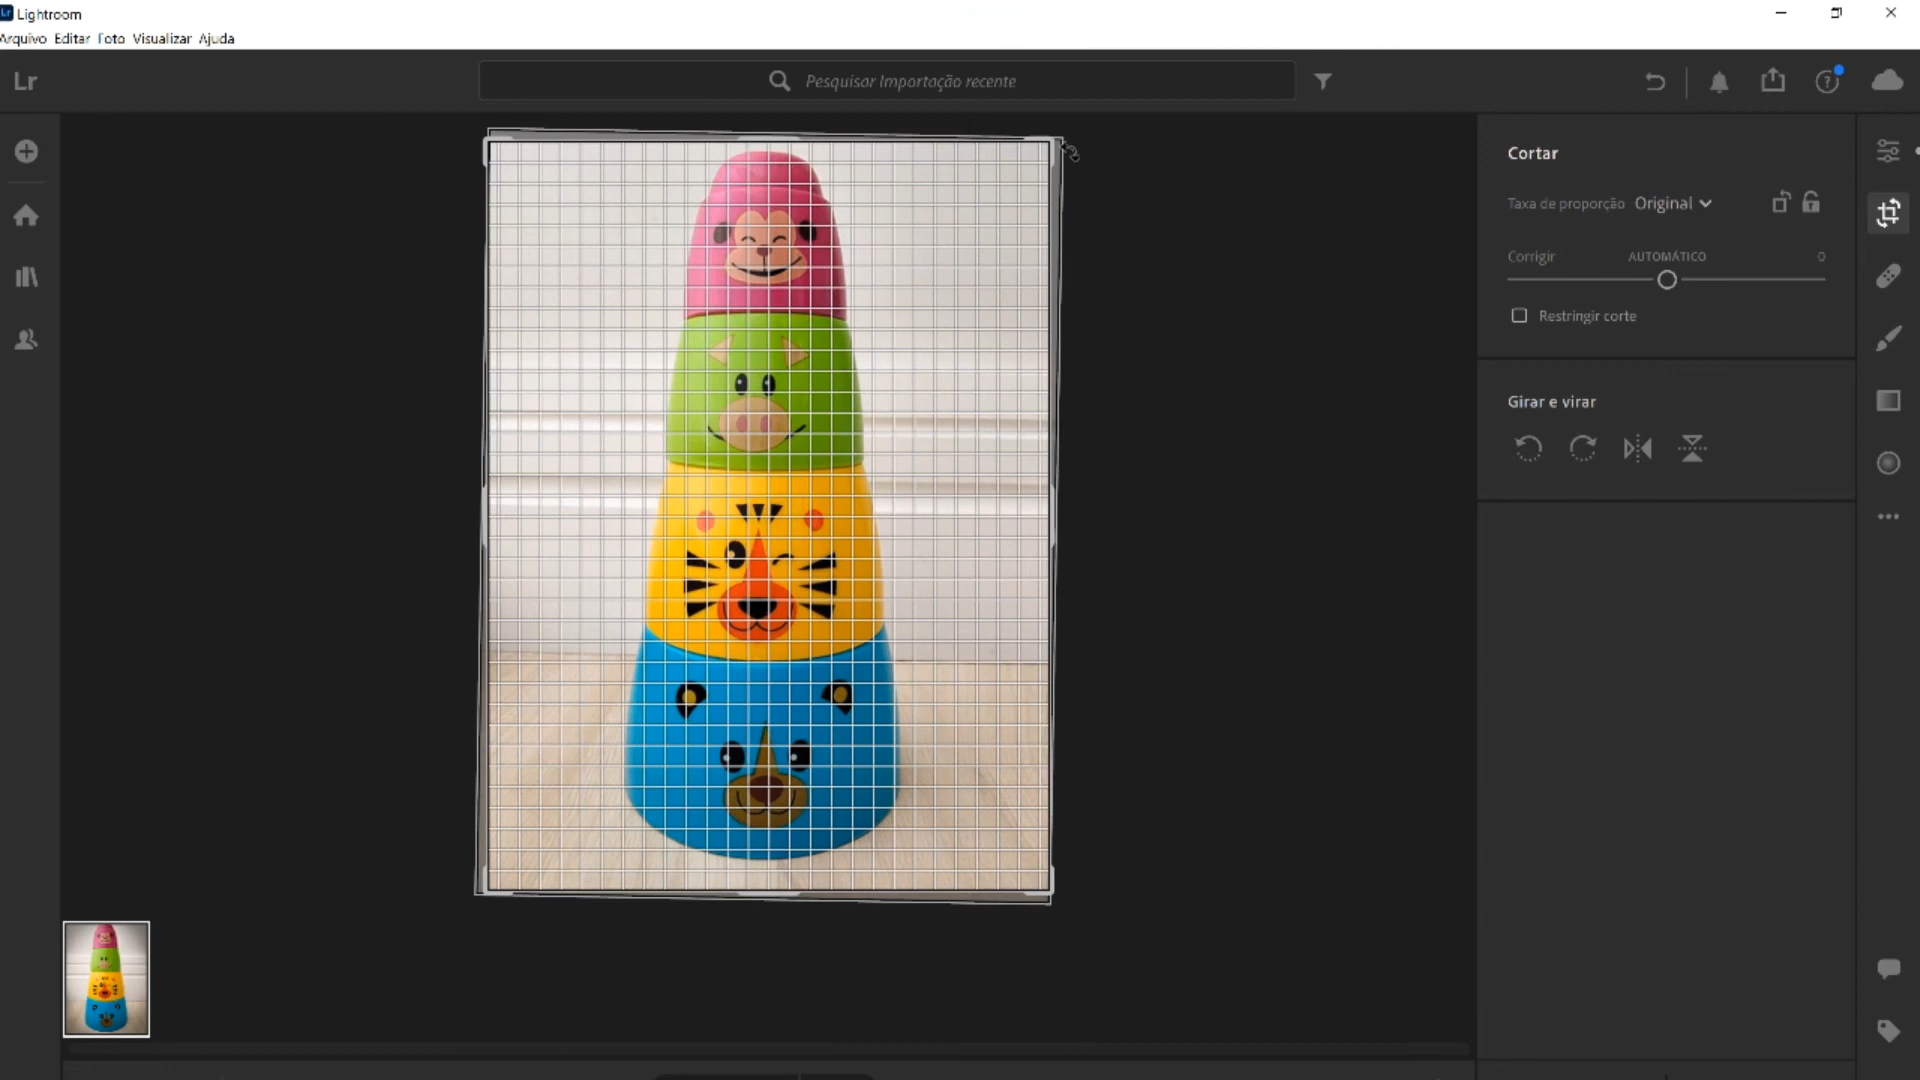 Lr Lightroom
Arquivo Editar Foto Visualizar Ajuda
Lr
Pesquisar Importação recente
?
Cortar
Taxa de proporção Original
Corrigir AUTOMÁTICO 0
Restringir corte
Girar e virar